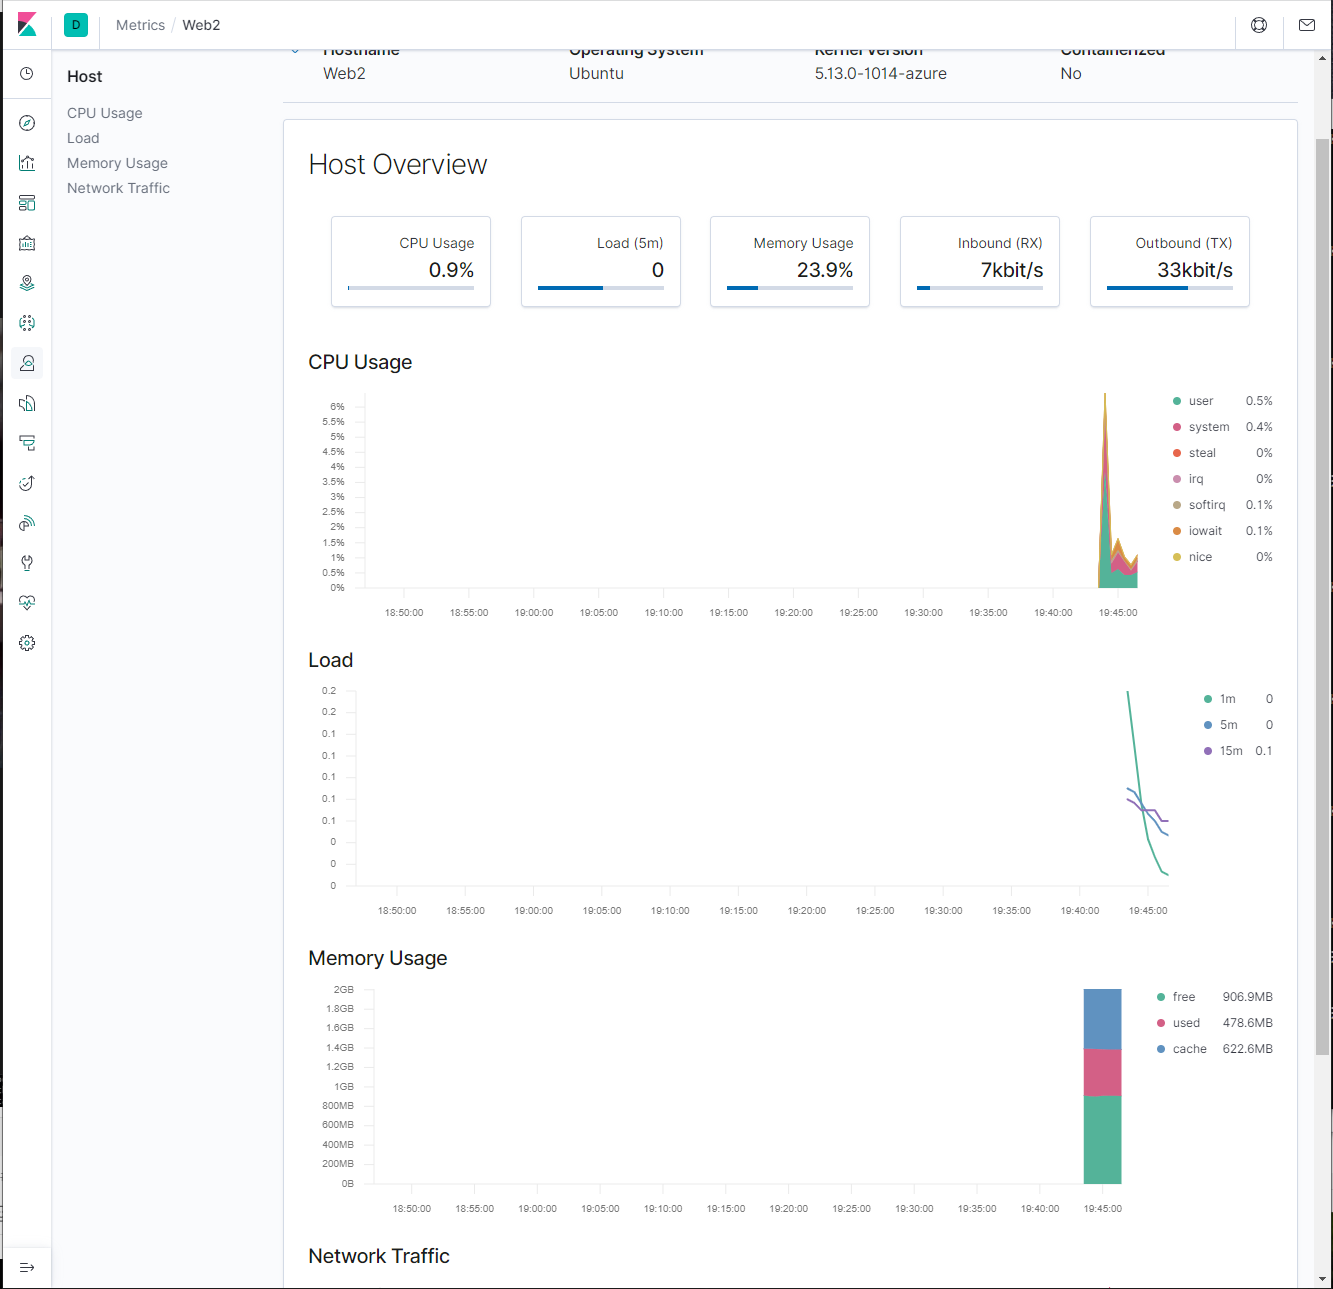 D Metrics / Web2
Host
CPU Usage
Load
Memory Usage
Network Traffic
Hostname Operating System Kernel Version Containerized
Web2 Ubuntu 5.13.0-1014-azure No
Host Overview
CPU Usage
0.9%
Load (5m)
0
Memory Usage
23.9%
Inbound (RX)
7kbit/s
Outbound (TX)
33kbit/s
CPU Usage
6%
5.5%
5%
4.5%
4%
3.5%
3%
2.5%
2%
1.5%
1%
0.5%
0%
18:50:00 18:55:00 19:00:00 19:05:00 19:10:00 19:15:00 19:20:00 19:25:00 19:30:00 19:35:00 19:40:00 19:45:00
user 0.5%
system 0.4%
steal 0%
irq 0%
softirq 0.1%
iowait 0.1%
nice 0%
Load
0.2
0.2
0.1
0.1
0.1
0.1
0.1
0
0
0
18:50:00 18:55:00 19:00:00 19:05:00 19:10:00 19:15:00 19:20:00 19:25:00 19:30:00 19:35:00 19:40:00 19:45:00
1m 0
5m 0
15m 0.1
Memory Usage
2GB
1.8GB
1.6GB
1.4GB
1.2GB
1GB
800MB
600MB
400MB
200MB
0B
18:50:00 18:55:00 19:00:00 19:05:00 19:10:00 19:15:00 19:20:00 19:25:00 19:30:00 19:35:00 19:40:00 19:45:00
free 906.9MB
used 478.6MB
cache 622.6MB
Network Traffic